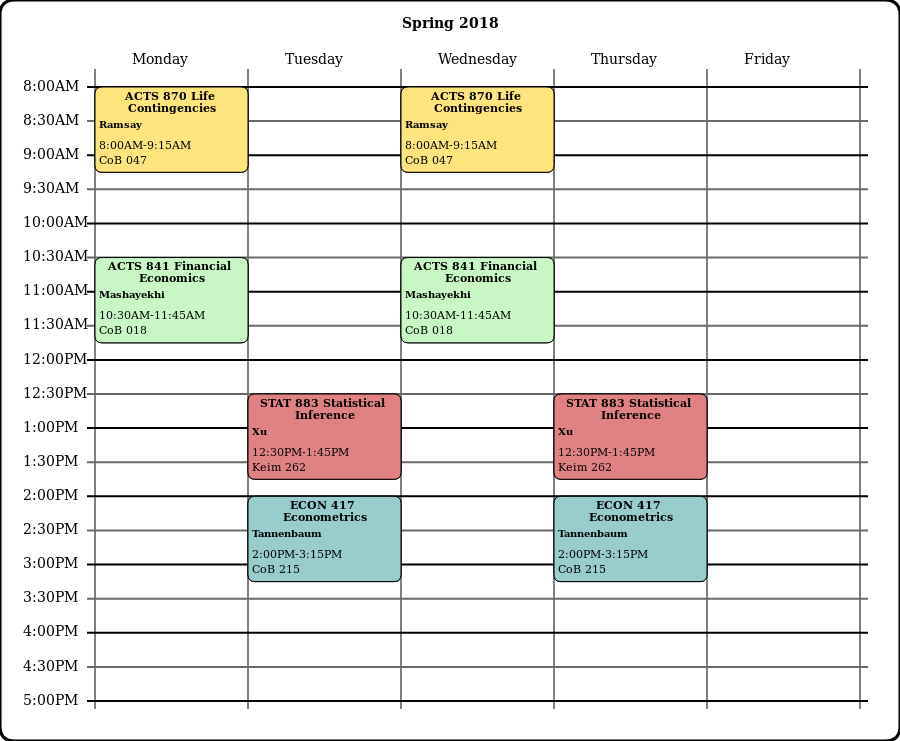 Spring 2018
Monday Tuesday Wednesday Thursday Friday
8:00AM
8:30AM
9:00AM
9:30AM
10:00AM
10:30AM
11:00AM
11:30AM
12:00PM
12:30PM
1:00PM
1:30PM
2:00PM
2:30PM
3:00PM
3:30PM
4:00PM
4:30PM
5:00PM
ACTS 870 Life
Contingencies
Ramsay
8:00AM-9:15AM
CoB 047
ACTS 841 Financial
Economics
Mashayekhi
10:30AM-11:45AM
CoB 018
STAT 883 Statistical
Inference
Xu
12:30PM-1:45PM
Keim 262
ECON 417
Econometrics
Tannenbaum
2:00PM-3:15PM
CoB 215
ACTS 870 Life
Contingencies
Ramsay
8:00AM-9:15AM
CoB 047
ACTS 841 Financial
Economics
Mashayekhi
10:30AM-11:45AM
CoB 018
STAT 883 Statistical
Inference
Xu
12:30PM-1:45PM
Keim 262
ECON 417
Econometrics
Tannenbaum
2:00PM-3:15PM
CoB 215